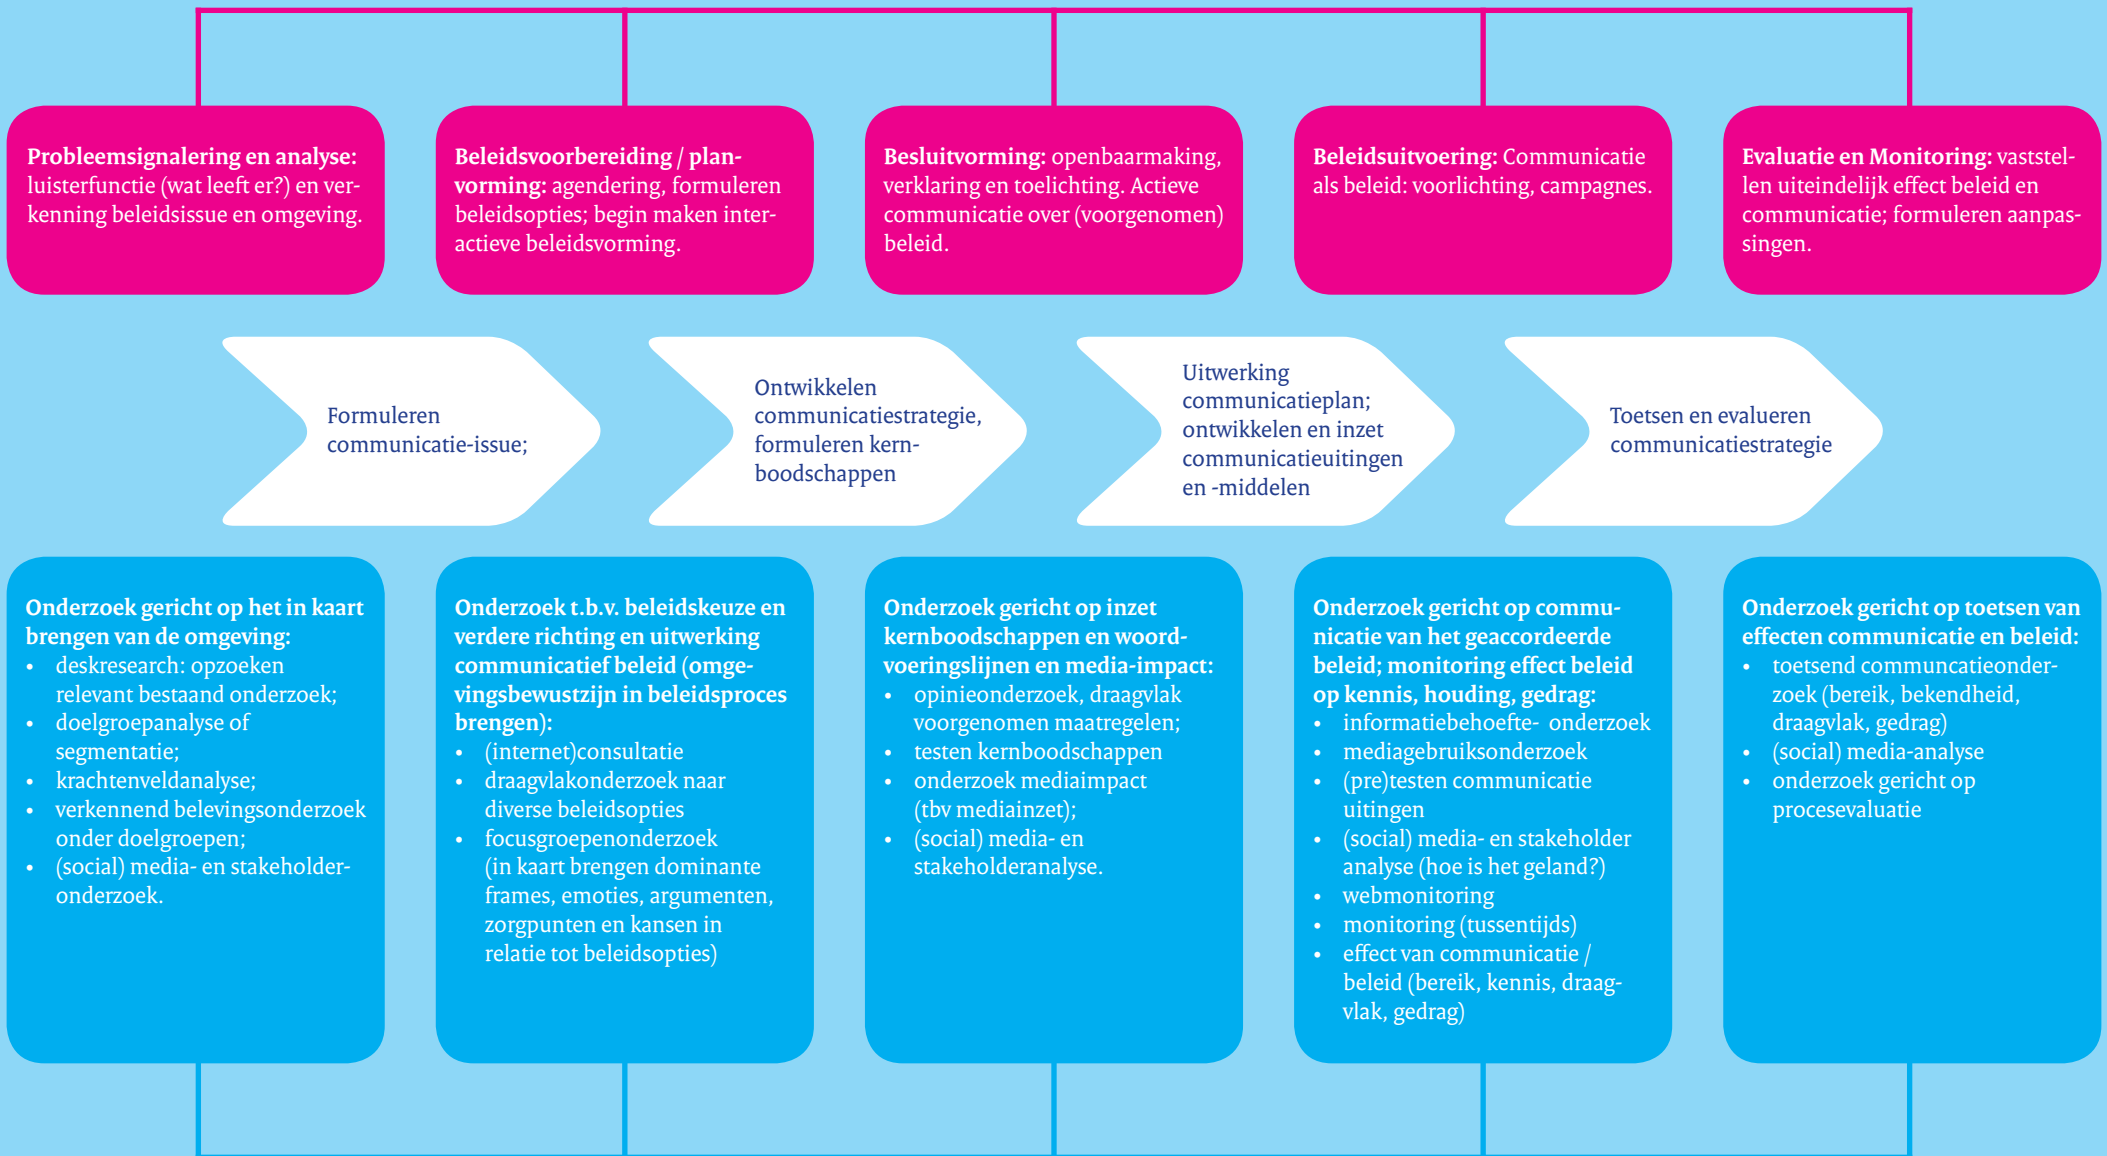 Probleemsignalering en analyse:
luisterfunctie (wat leeft er?) en ver-
kenning beleidsissue en omgeving.
Beleidsvoorbereiding / plan-
vorming: agendering, formuleren
beleidsopties; begin maken inter-
actieve beleidsvorming.
Besluitvorming: openbaarmaking,
verklaring en toelichting. Actieve
communicatie over (voorgenomen)
beleid.
Beleidsuitvoering: Communicatie
als beleid: voorlichting, campagnes.
Evaluatie en Monitoring: vaststel-
len uiteindelijk effect beleid en
communicatie; formuleren aanpas-
singen.
Formuleren
communicatie-issue;
Ontwikkelen
communicatiestrategie,
formuleren kern-
boodschappen
Uitwerking
communicatieplan;
ontwikkelen en inzet
communicatieuitingen
en -middelen
Toetsen en evalueren
communicatiestrategie
Onderzoek gericht op het in kaart
brengen van de omgeving:
• deskresearch: opzoeken
relevant bestaand onderzoek;
• doelgroepanalyse of
segmentatie;
• krachtenveldanalyse;
• verkennend belevingsonderzoek
onder doelgroepen;
• (social) media- en stakeholder-
onderzoek.
Onderzoek t.b.v. beleidskeuze en
verdere richting en uitwerking
communicatief beleid (omge-
vingsbewustzijn in beleidsproces
brengen):
• (internet)consultatie
• draagvlakonderzoek naar
diverse beleidsopties
• focusgroepenonderzoek
(in kaart brengen dominante
frames, emoties, argumenten,
zorgpunten en kansen in
relatie tot beleidsopties)
Onderzoek gericht op inzet
kernboodschappen en woord-
voeringslijnen en media-impact:
• opinieonderzoek, draagvlak
voorgenomen maatregelen;
• testen kernboodschappen
• onderzoek mediaimpact
(tbv mediainzet);
• (social) media- en
stakeholderanalyse.
Onderzoek gericht op commu-
nicatie van het geaccordeerde
beleid; monitoring effect beleid
op kennis, houding, gedrag:
• informatiebehoefte- onderzoek
• mediagebruiksonderzoek
• (pre)testen communicatie
uitingen
• (social) media- en stakeholder
analyse (hoe is het geland?)
• webmonitoring
• monitoring (tussentijds)
• effect van communicatie /
beleid (bereik, kennis, draag-
vlak, gedrag)
Onderzoek gericht op toetsen van
effecten communicatie en beleid:
• toetsend communcatieonder-
zoek (bereik, bekendheid,
draagvlak, gedrag)
• (social) media-analyse
• onderzoek gericht op
procesevaluatie